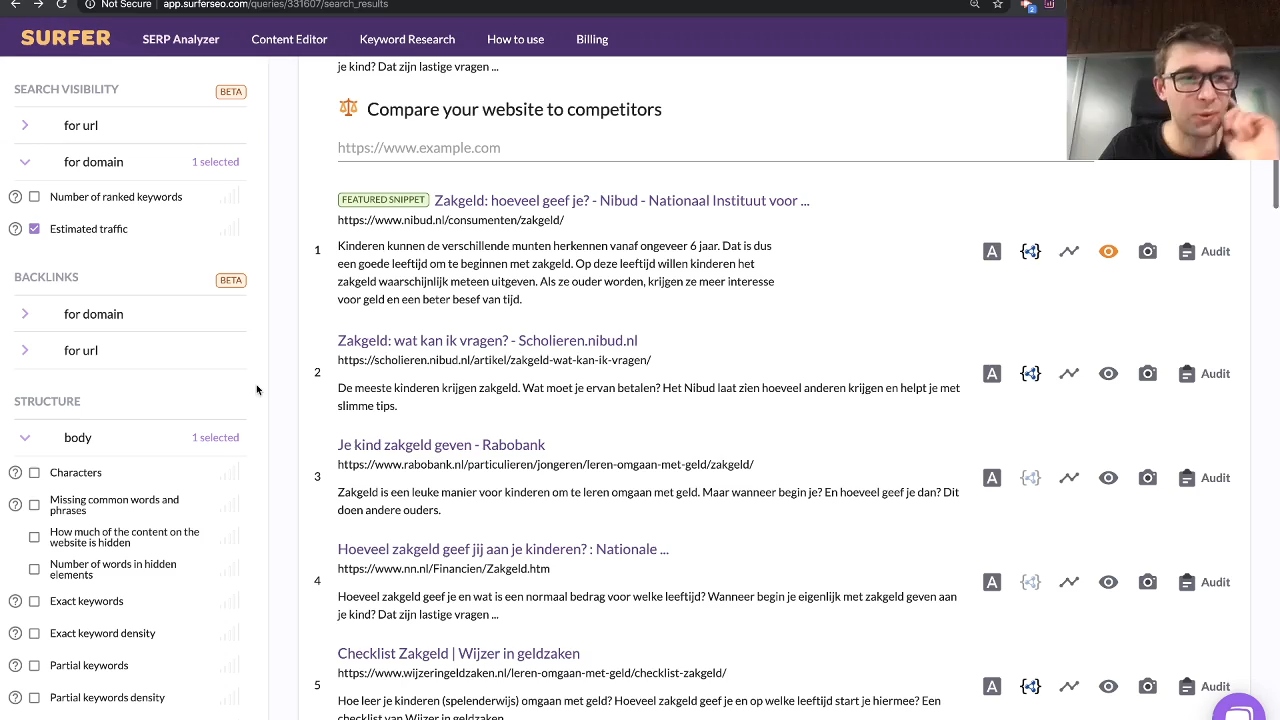 Not Secure | app.surferseo.com/queries/331607/search_results
2
SURFER
SERP Analyzer
Content Editor
Keyword Research
How to use
Billing
SEARCH VISIBILITY
BETA
for url
for domain
1 selected
Number of ranked keywords
Estimated traffic
BACKLINKS
BETA
for domain
for url
STRUCTURE
body
1 selected
Characters
Missing common words and
phrases
How much of the content on the
website is hidden
Number of words in hidden
elements
Exact keywords
Exact keyword density
Partial keywords
Partial keywords density
je kind? Dat zijn lastige vragen ...
Compare your website to competitors
https://www.example.com
FEATURED SNIPPET Zakgeld: hoeveel geef je? - Nibud - Nationaal Instituut voor ...
https://www.nibud.nl/consumenten/zakgeld/
1
Kinderen kunnen de verschillende munten herkennen vanaf ongeveer 6 jaar. Dat is dus
een goede leeftijd om te beginnen met zakgeld. Op deze leeftijd willen kinderen het
zakgeld waarschijnlijk meteen uitgeven. Als ze ouder worden, krijgen ze meer interesse
voor geld en een beter besef van tijd.
A Audit
Zakgeld: wat kan ik vragen? - Scholieren.nibud.nl
https://scholieren.nibud.nl/artikel/zakgeld-wat-kan-ik-vragen/
2
De meeste kinderen krijgen zakgeld. Wat moet je ervan betalen? Het Nibud laat zien hoeveel anderen krijgen en helpt je met
slimme tips.
A Audit
Je kind zakgeld geven - Rabobank
https://www.rabobank.nl/particulieren/jongeren/leren-omgaan-met-geld/zakgeld/
3
Zakgeld is een leuke manier voor kinderen om te leren omgaan met geld. Maar wanneer begin je? En hoeveel geef je dan? Dit
doen andere ouders.
A Audit
Hoeveel zakgeld geef jij aan je kinderen? : Nationale ...
https://www.nn.nl/Financien/Zakgeld.htm
4
Hoeveel zakgeld geef je en wat is een normaal bedrag voor welke leeftijd? Wanneer begin je eigenlijk met zakgeld geven aan
je kind? Dat zijn lastige vragen ...
A Audit
Checklist Zakgeld | Wijzer in geldzaken
https://www.wijzeringeldzaken.nl/leren-omgaan-met-geld/checklist-zakgeld/
5
Hoe leer je kinderen (spelenderwijs) omgaan met geld? Hoeveel zakgeld geef je en op welke leeftijd start je hiermee? Een
checklist van Wijzer in geldzaken
A Audit